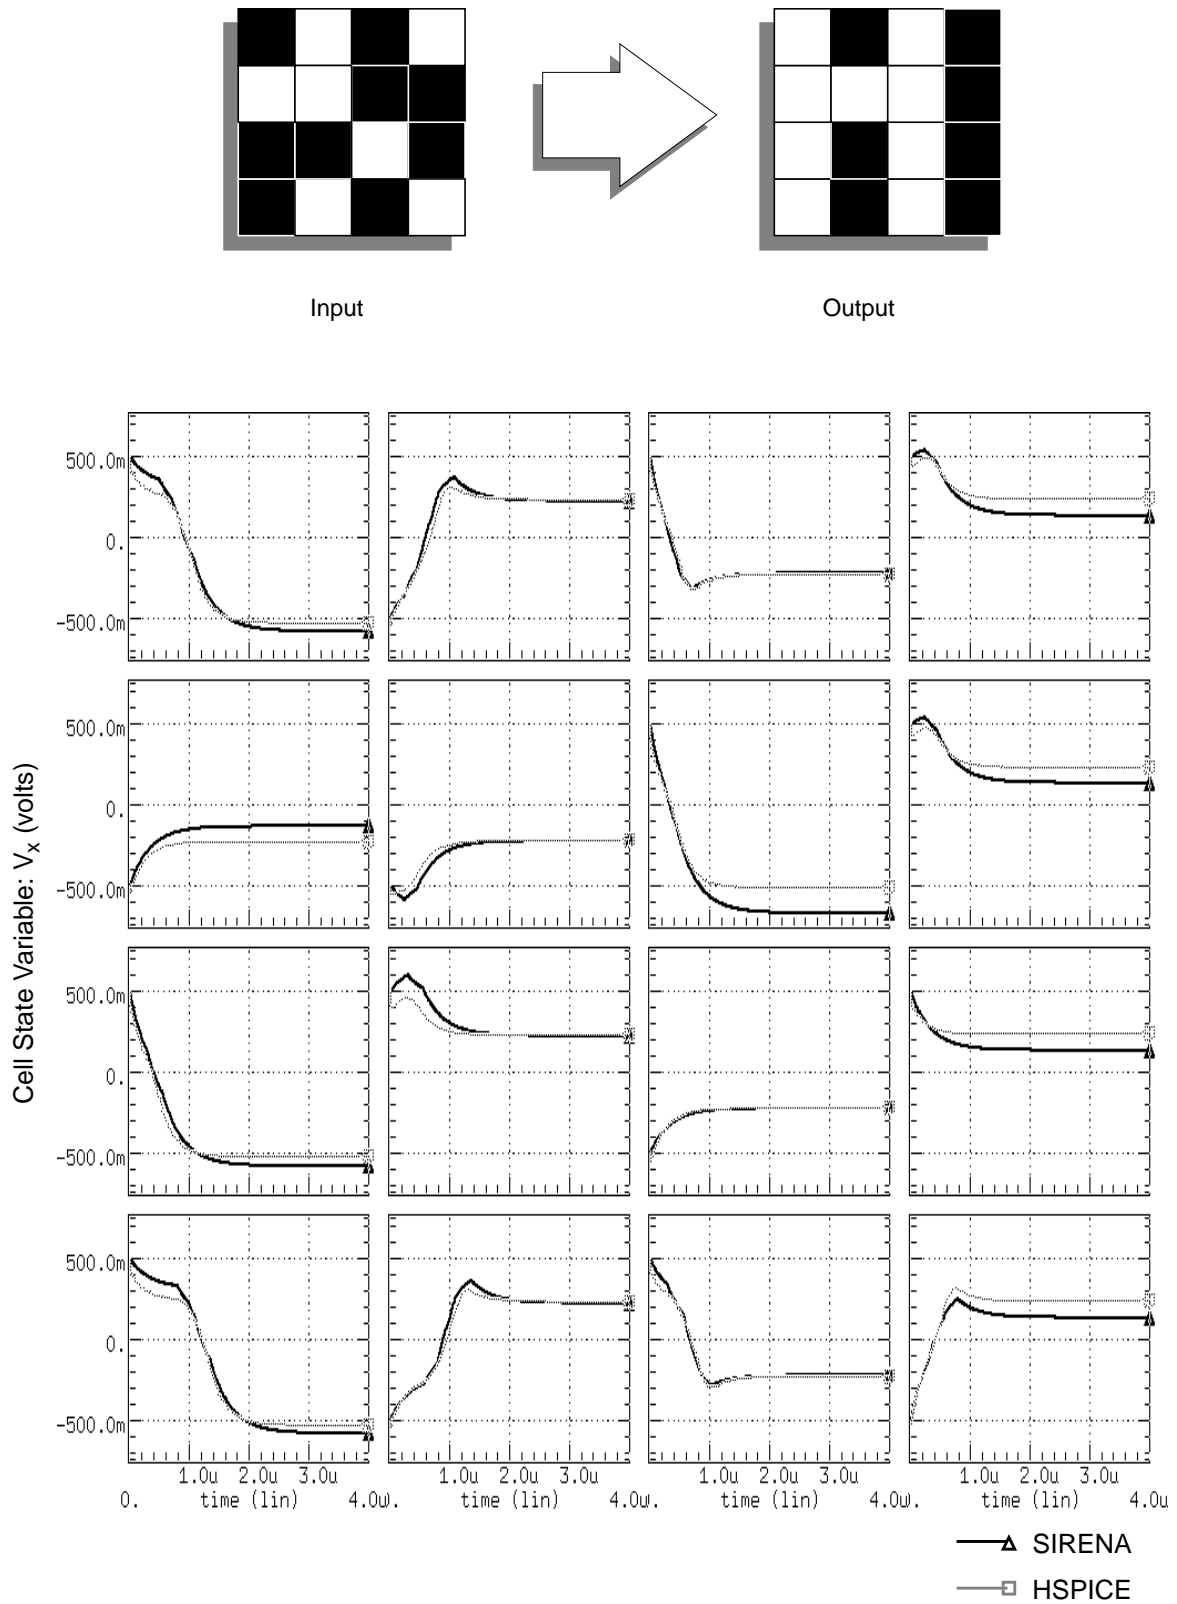 Input Output
Cell State Variable: Vx (volts)
500.0m
0.
-500.0m
500.0m
0.
-500.0m
500.0m
0.
-500.0m
500.0m
0.
-500.0m
1.0u 2.0u 3.0u 1.0u 2.0u 3.0u 1.0u 2.0u 3.0u 1.0u 2.0u 3.0u
0. time (lin) 4.0u0. time (lin) 4.0u0. time (lin) 4.0u0. time (lin) 4.0u
SIRENA
HSPICE